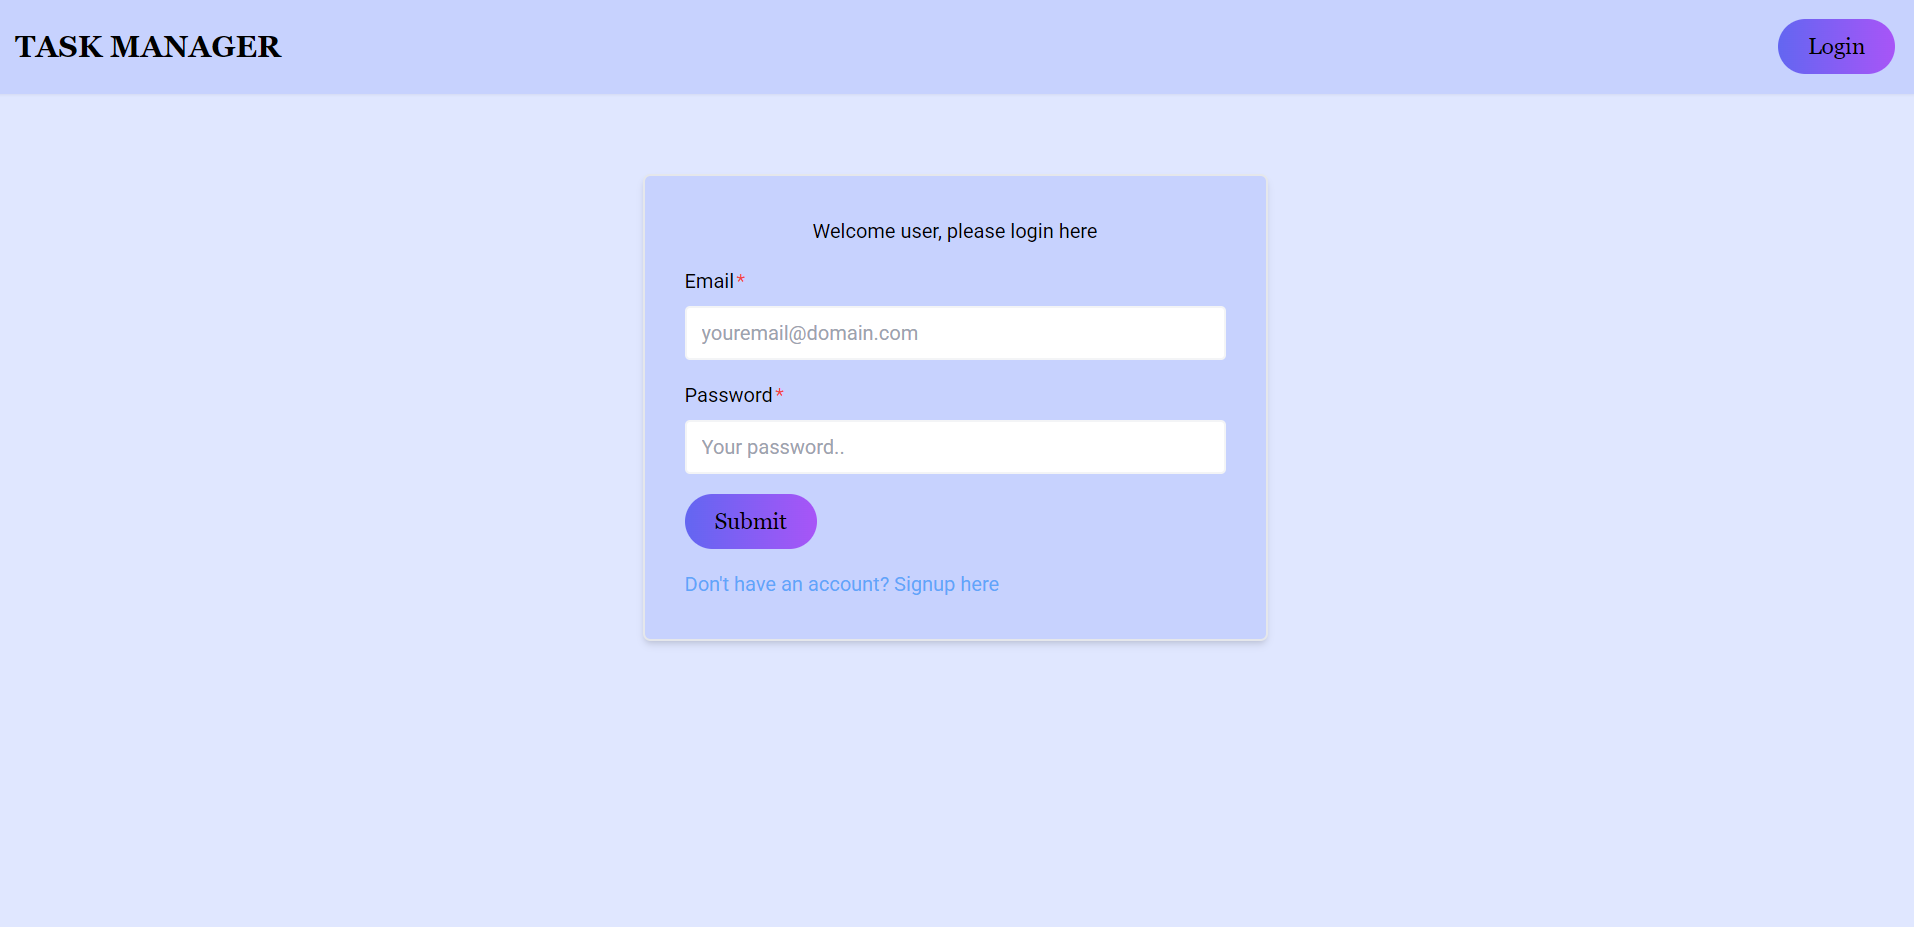 TASK MANAGER
Login
Welcome user, please login here
Email*
youremail@domain.com
Password*
Your password..
Submit
Don't have an account? Signup here